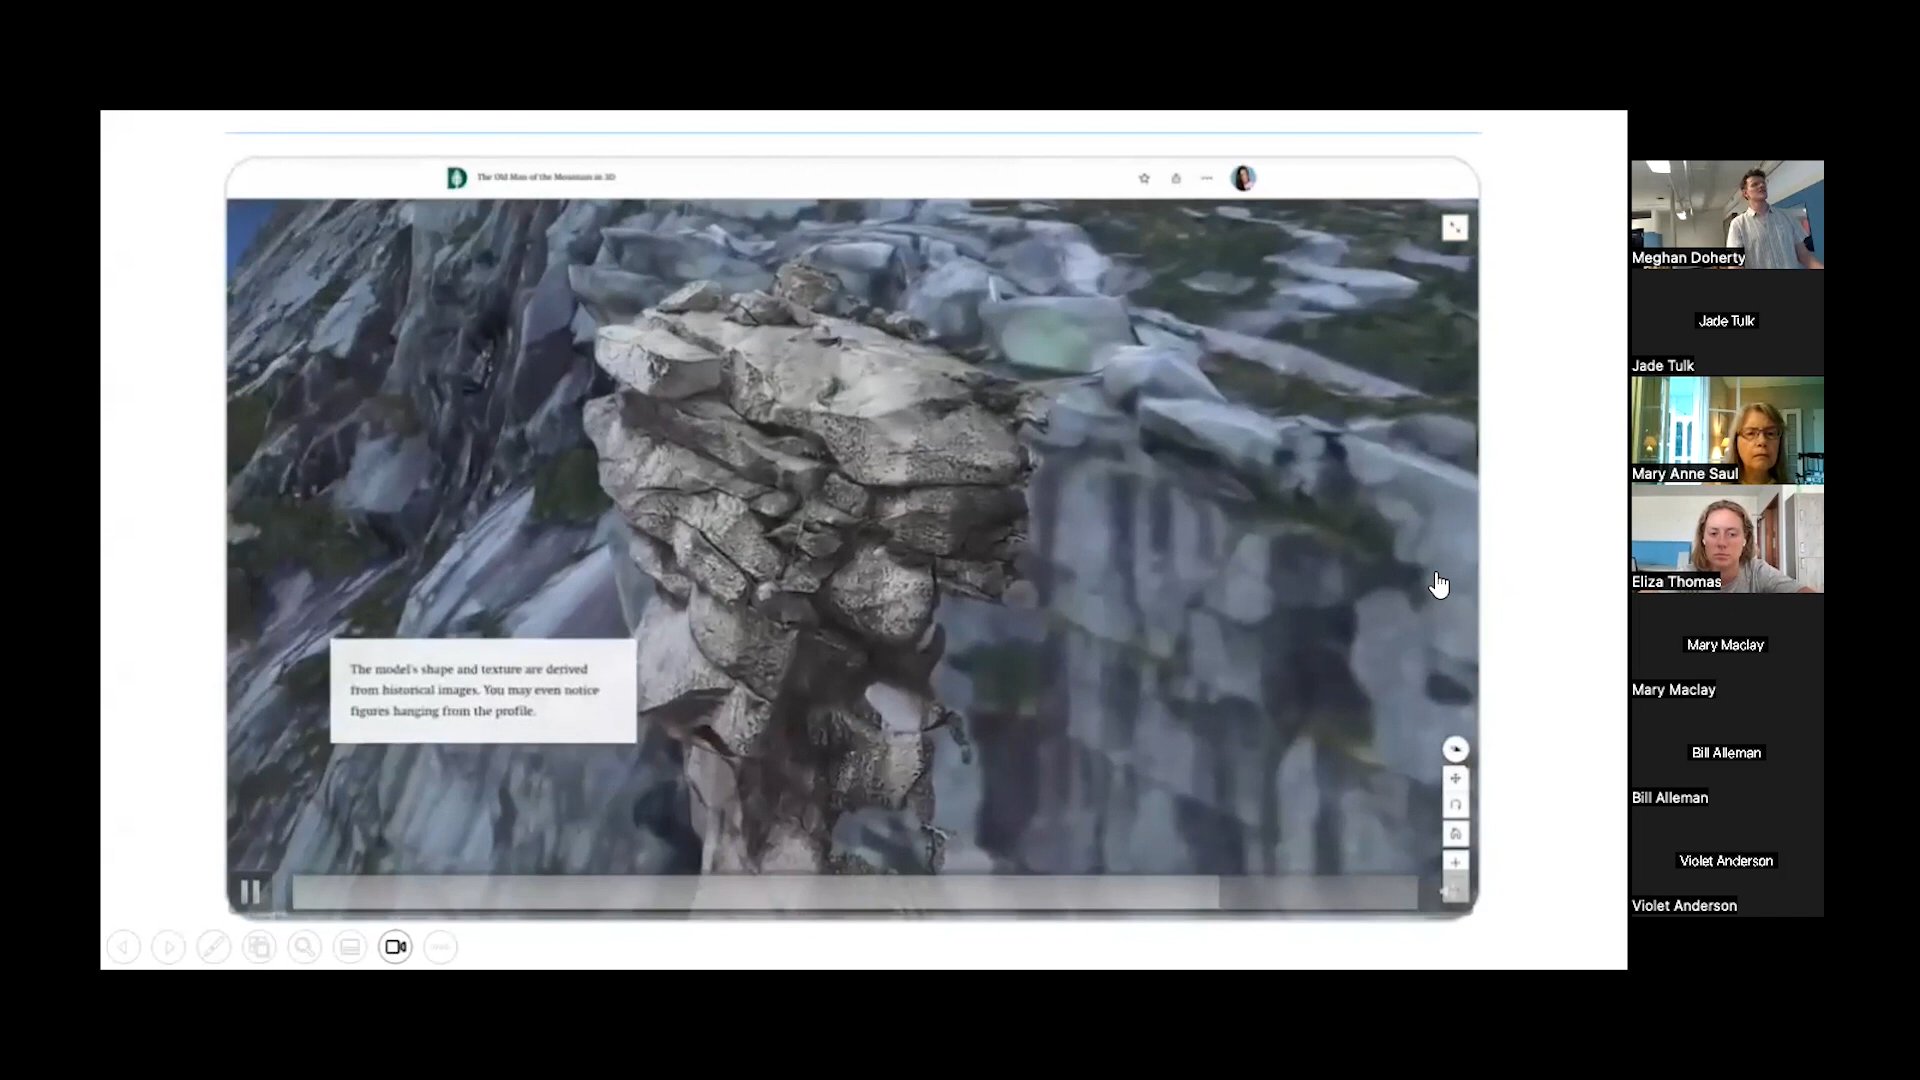 The Old Man of the Mountain in 3D
The model's shape and texture are derived
from historical images. You may even notice
figures hanging from the profile.
Meghan Doherty
Jade Tulk
Jade Tulk
Mary Anne Saul
Eliza Thomas
Mary Maclay
Mary Maclay
Bill Alleman
Bill Alleman
Violet Anderson
Violet Anderson